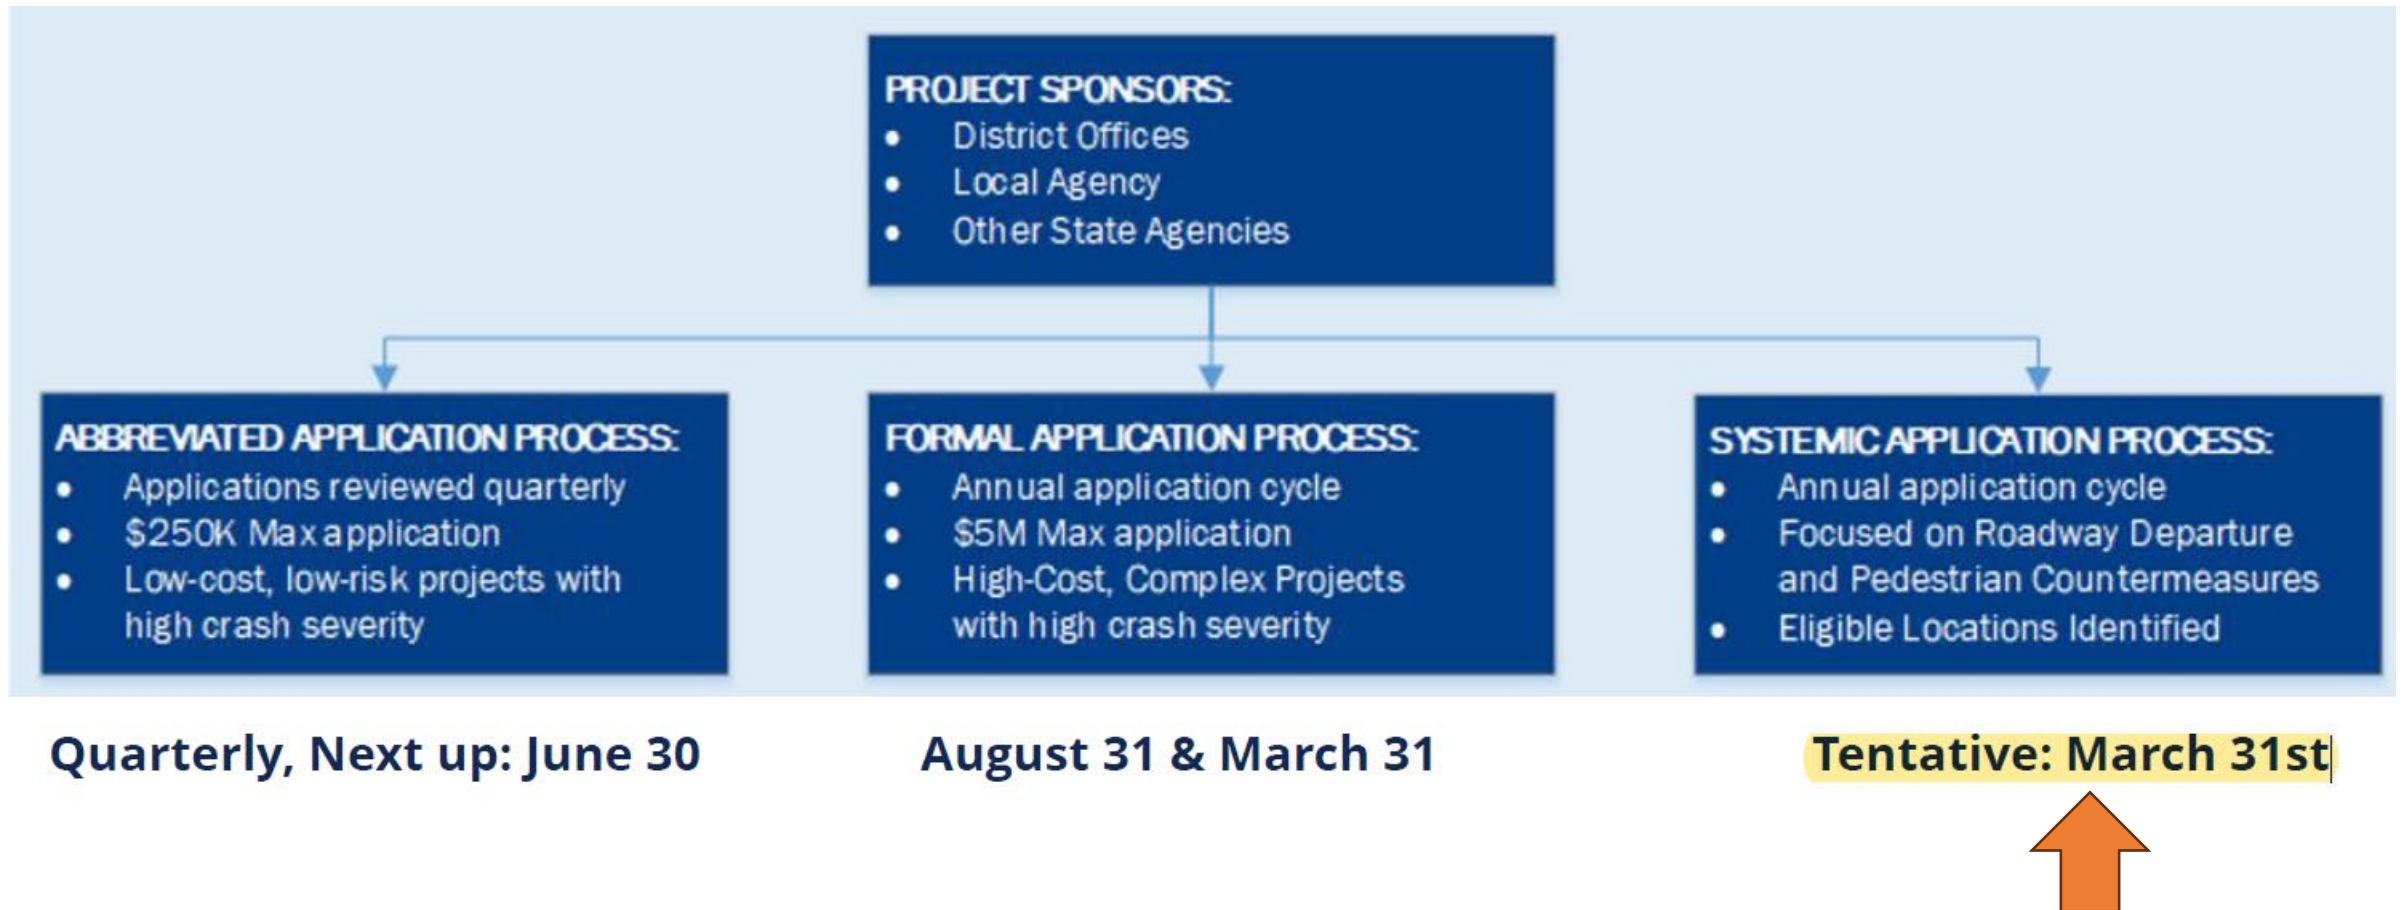 PROJECT SPONSORS:
• District Offices
• Local Agency
• Other State Agencies
ABBREVIATED APPLICATION PROCESS:
• Applications reviewed quarterly
• $250K Max application
• Low-cost, low-risk projects with
high crash severity
FORMAL APPLICATION PROCESS:
• Annual application cycle
• $5M Max application
• High-Cost, Complex Projects
with high crash severity
SYSTEMIC APPLICATION PROCESS:
• Annual application cycle
• Focused on Roadway Departure
and Pedestrian Countermeasures
• Eligible Locations Identified
Quarterly, Next up: June 30
August 31 & March 31
Tentative: March 31st